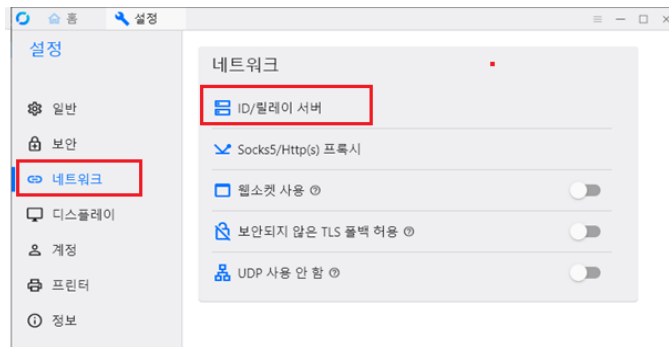 홈
설정
설정
일반
보안
네트워크
디스플레이
계정
프린터
정보
네트워크
ID/릴레이 서버
Socks5/Http(s) 프록시
웹소켓 사용
보안되지 않은 TLS 폴백 허용
UDP 사용 안 함